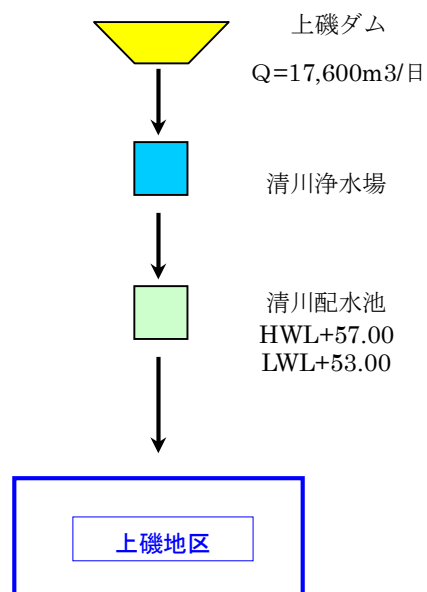 上磯ダム
Q=17,600m3/日
清川浄水場
清川配水池
HWL+57.00
LWL+53.00
上磯地区